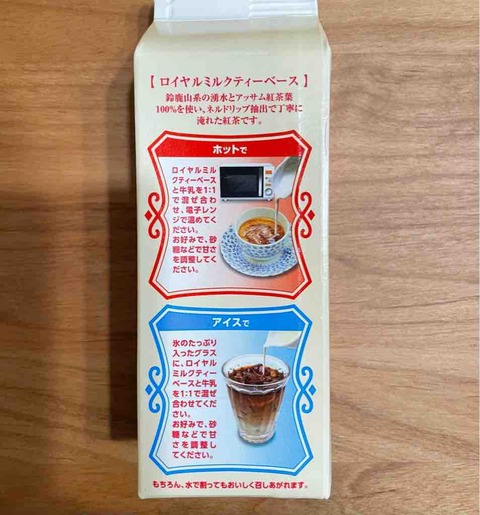 【 ロイヤルミルクティーベース 】
鈴鹿山系の湧水とアッサム紅茶葉
100%を使い、ネルドリップ抽出で丁寧に
淹れた紅茶です。
ホットで
ロイヤルミル
クティーベース
と牛乳を1:1
で混ぜ合わ
せ、電子レン
ジで温めてく
ださい。
お好みで、砂
糖などで甘さ
を調整してく
ださい。
アイスで
氷のたっぷり
入ったグラス
に、ロイヤル
ミルクティー
ベースと牛乳
を1:1で混ぜ
合わせてくだ
さい。
お好みで、砂
糖などで甘
さを調整し
てください。
もちろん、水で割ってもおいしく召しあがれます。